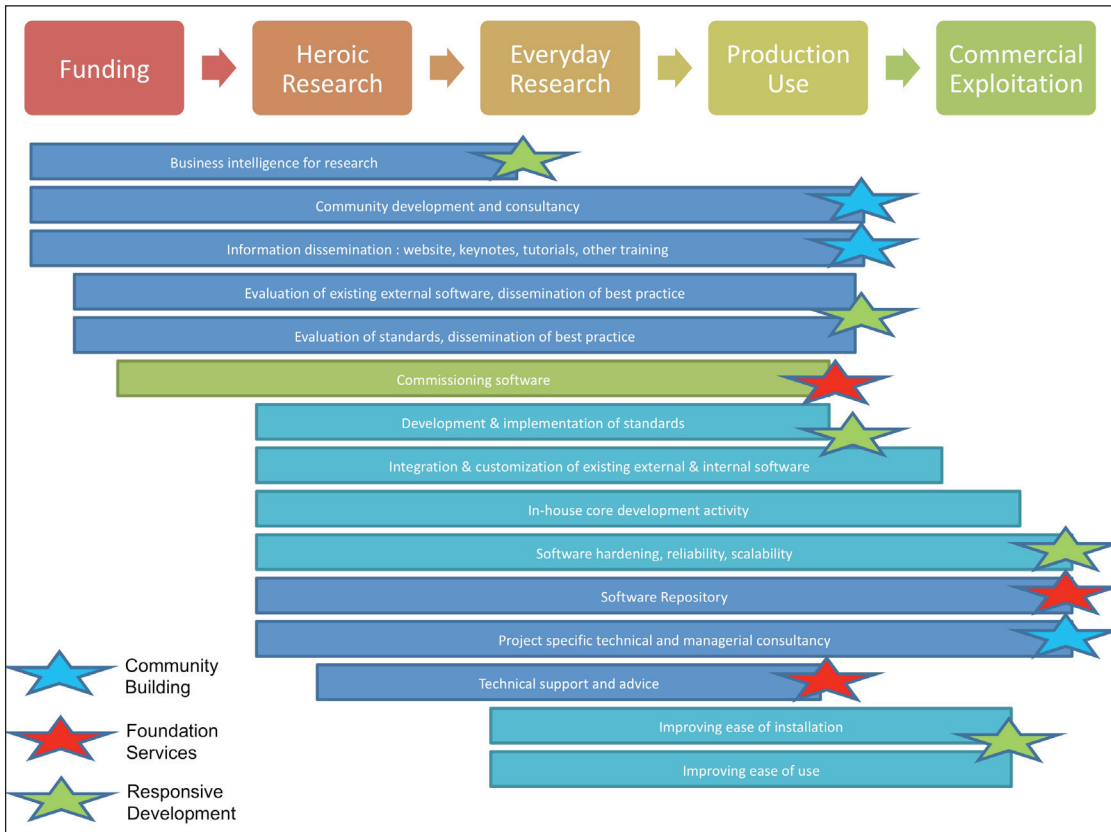 Funding
Heroic
Research
Everyday
Research
Production
Use
Commercial
Exploitation
Business intelligence for research
Community development and consultancy
Information dissemination : website, keynotes, tutorials, other training
Evaluation of existing external software, dissemination of best practice
Evaluation of standards, dissemination of best practice
Commissioning software
Development & implementation of standards
Integration & customization of existing external & internal software
In-house core development activity
Software hardening, reliability, scalability
Software Repository
Project specific technical and managerial consultancy
Technical support and advice
Improving ease of installation
Improving ease of use
Community
Building
Foundation
Services
Responsive
Development